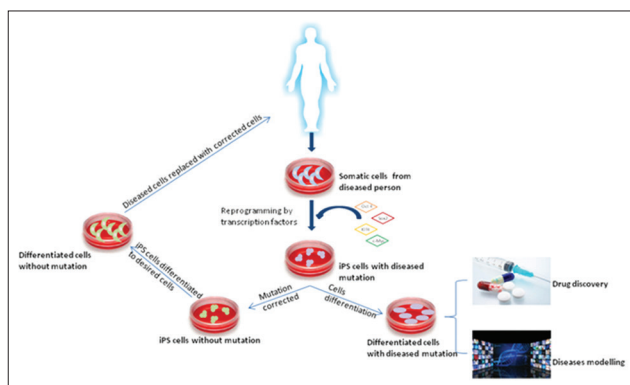 Diseased cells replaced with corrected cells
Somatic cells from
diseased person
Reprogramming by
transcription factors
Differentiated cells
without mutation
iPS cells differentiated
to desired cells
iPS cells with diseased
mutation
Mutation
corrected
Cells
differentiation
iPS cells without mutation
Differentiated cells
with diseased mutation
Drug discovery
Diseases modelling